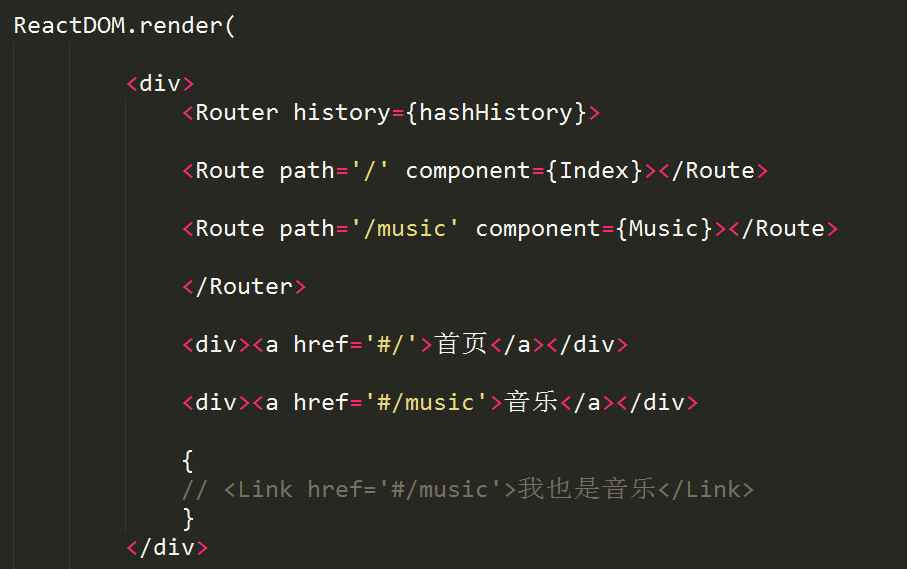 ReactDOM.render(
<div>
<Router history={hashHistory}>
<Route path='/' component={Index}></Route>
<Route path='/music' component={Music}></Route>
</Router>
<div><a href='#/'>首页</a></div>
<div><a href='#/music'>音乐</a></div>
{
// <Link href='#/music'>我也是音乐</Link>
}
</div>